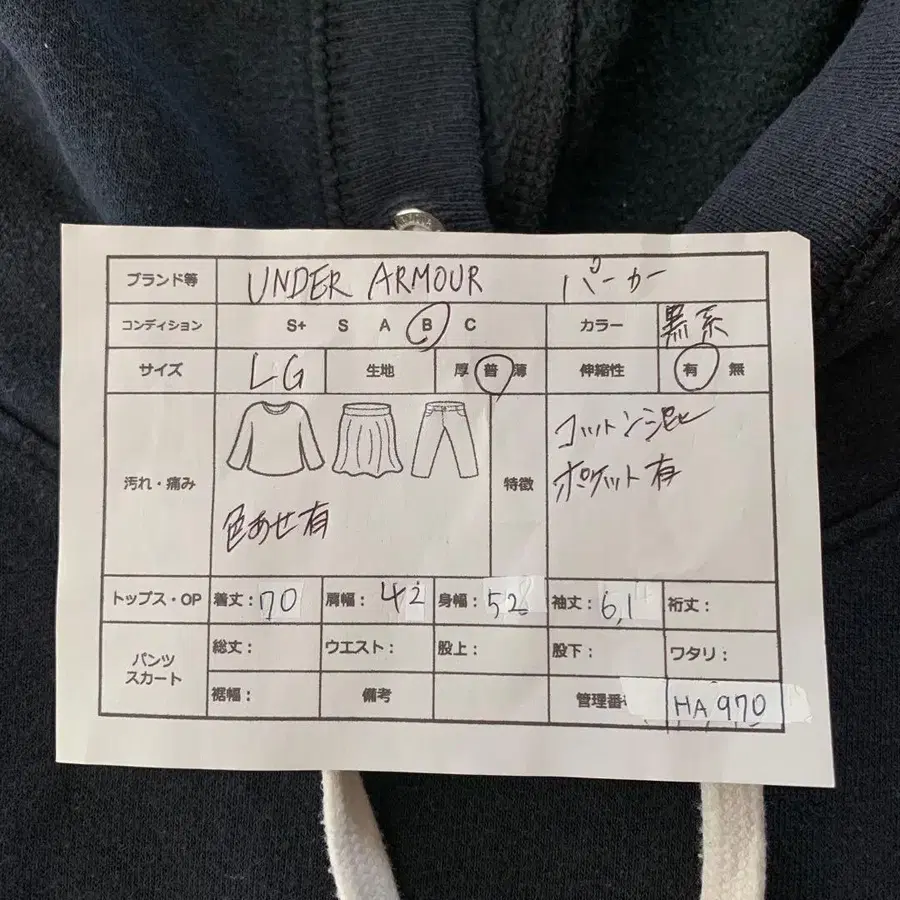 ブランド等 UNDER ARMOUR パーカー
コンディション S+ S A B C カラー 黒系
サイズ LG 生地 厚 普 薄 伸縮性 有 無
汚れ・痛み 色あせ有 特徴 コットン混
ポケット有
トップス・OP 着丈：70 肩幅：42 身幅：52 袖丈：61 裄丈：
パンツ スカート 総丈： ウエスト： 股上： 股下： ワタリ：
裾幅： 備考 管理番 HA970